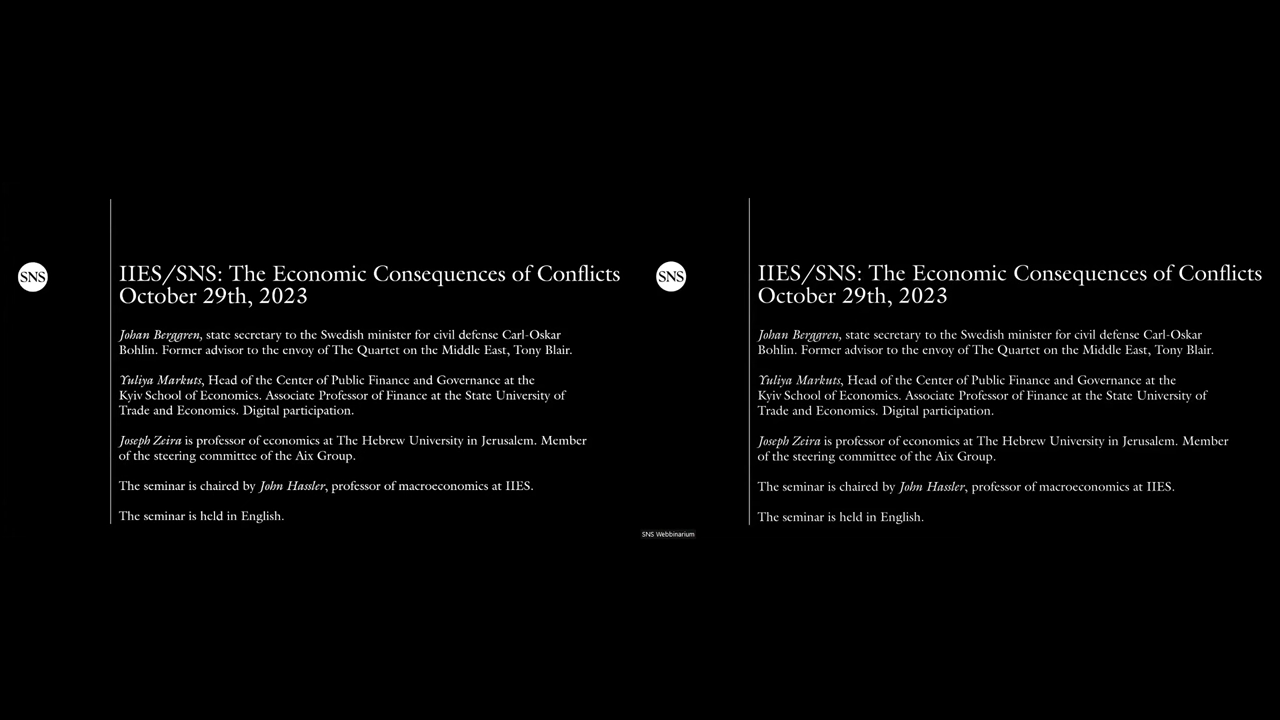 SNS
IIES/SNS: The Economic Consequences of Conflicts
October 29th, 2023
Johan Berggren, state secretary to the Swedish minister for civil defense Carl-Oskar
Bohlin. Former advisor to the envoy of The Quartet on the Middle East, Tony Blair.
Yuliya Markuts, Head of the Center of Public Finance and Governance at the
Kyiv School of Economics. Associate Professor of Finance at the State University of
Trade and Economics. Digital participation.
Joseph Zeira is professor of economics at The Hebrew University in Jerusalem. Member
of the steering committee of the Aix Group.
The seminar is chaired by John Hassler, professor of macroeconomics at IIES.
The seminar is held in English.
SNS
IIES/SNS: The Economic Consequences of Conflicts
October 29th, 2023
Johan Berggren, state secretary to the Swedish minister for civil defense Carl-Oskar
Bohlin. Former advisor to the envoy of The Quartet on the Middle East, Tony Blair.
Yuliya Markuts, Head of the Center of Public Finance and Governance at the
Kyiv School of Economics. Associate Professor of Finance at the State University of
Trade and Economics. Digital participation.
Joseph Zeira is professor of economics at The Hebrew University in Jerusalem. Member
of the steering committee of the Aix Group.
The seminar is chaired by John Hassler, professor of macroeconomics at IIES.
The seminar is held in English.
SNS Webbinarium